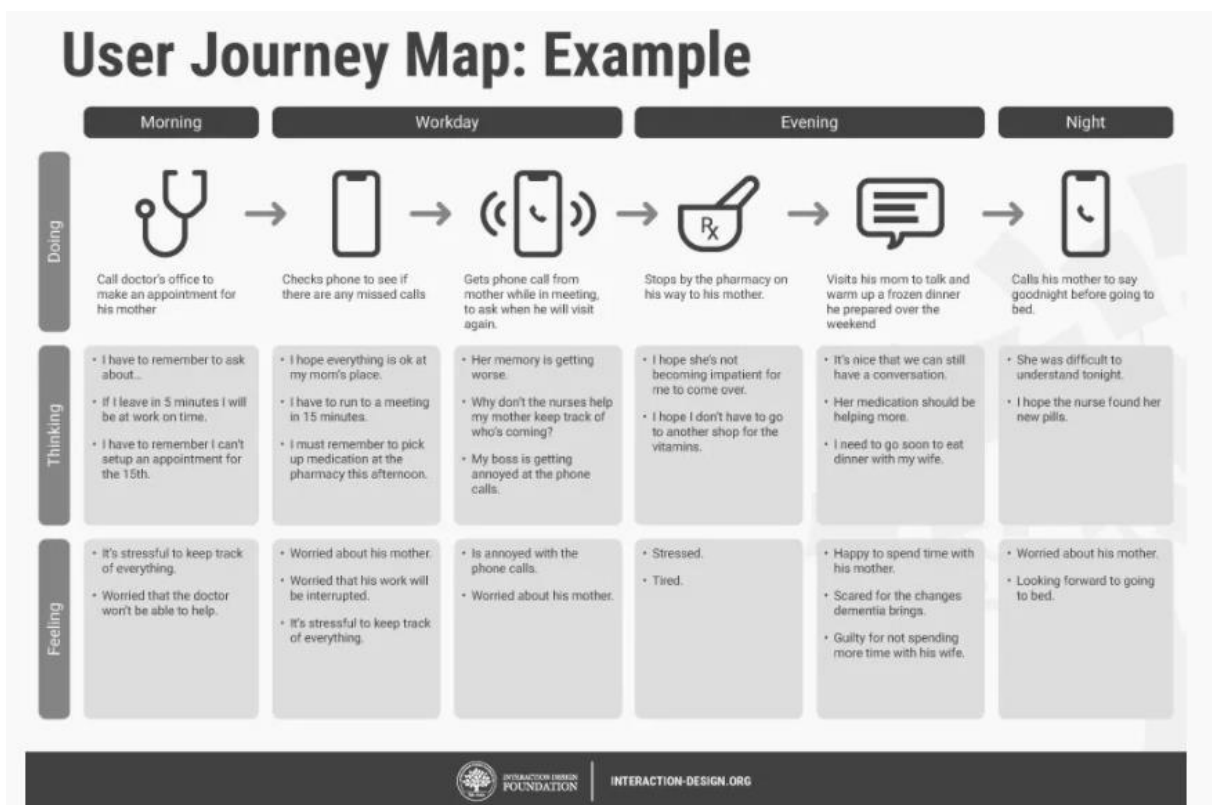 User Journey Map: Example
Morning
Workday
Evening
Night
Doing
Rx
Call doctor's office to
make an appointment for
his mother
Checks phone to see if
there are any missed calls
Gets phone call from
mother while in meeting,
to ask when he will visit
again.
Stops by the pharmacy on
his way to his mother.
Visits his mom to talk and
warm up a frozen dinner
he prepared over the
weekend
Calls his mother to say
goodnight before going to
bed.
Thinking
• I have to remember to ask
about...
• If I leave in 5 minutes I will
be at work on time.
• I have to remember I can't
setup an appointment for
the 15th.
• I hope everything is ok at
my mom's place.
• I have to run to a meeting
in 15 minutes.
• I must remember to pick
up medication at the
pharmacy this afternoon.
• Her memory is getting
worse.
• Why don't the nurses help
my mother keep track of
who's coming?
• My boss is getting
annoyed at the phone
calls.
• I hope she's not
becoming impatient for
me to come over.
• I hope I don't have to go
to another shop for the
vitamins.
• It's nice that we can still
have a conversation.
• Her medication should be
helping more.
• I need to go soon to eat
dinner with my wife.
• She was difficult to
understand tonight.
• I hope the nurse found her
new pills.
Feeling
• It's stressful to keep track
of everything.
• Worried that the doctor
won't be able to help.
• Worried about his mother.
• Worried that his work will
be interrupted.
• It's stressful to keep track
of everything.
• Is annoyed with the
phone calls.
• Worried about his mother.
• Stressed.
• Tired.
• Happy to spend time with
his mother.
• Scared for the changes
dementia brings.
• Guilty for not spending
more time with his wife.
• Worried about his mother.
• Looking forward to going
to bed.
INTERACTION DESIGN
FOUNDATION
INTERACTION-DESIGN.ORG